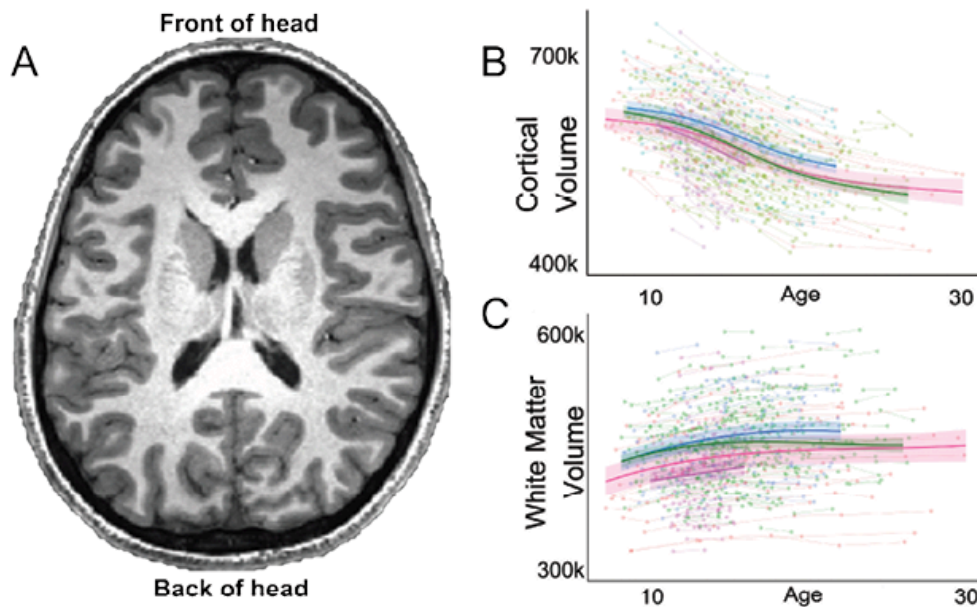 Front of head
A
Back of head
B
700k
Cortical
Volume
400k
10 Age 30
C
600k
White Matter
Volume
300k
10 Age 30